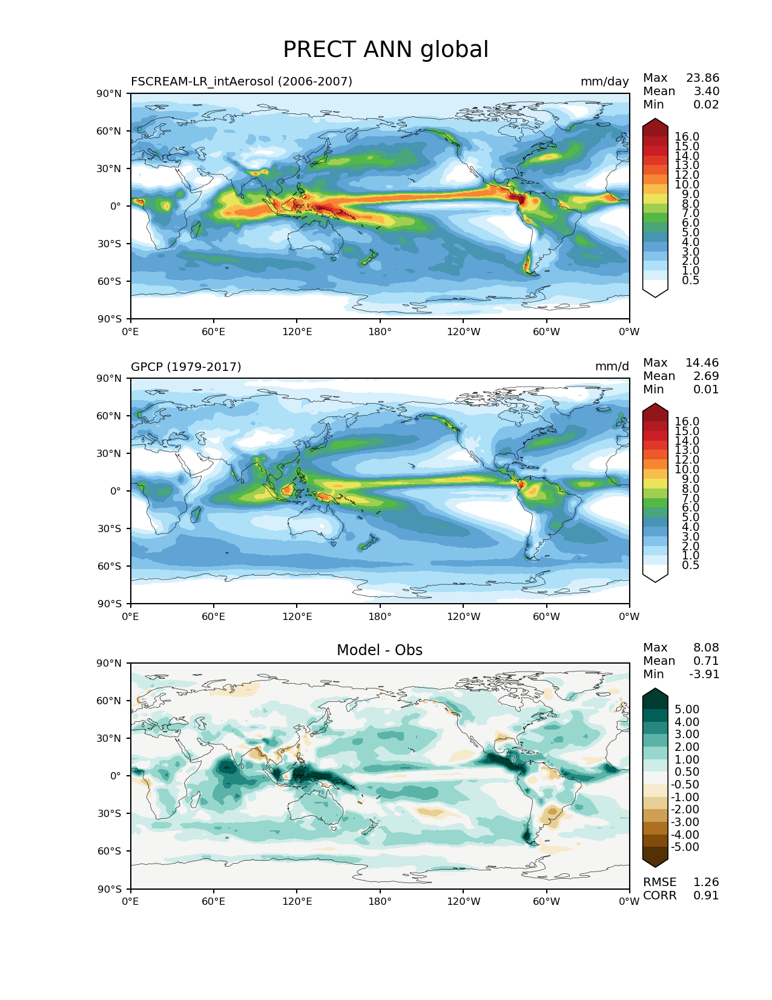 PRECT ANN global
FSCREAM-LR_intAerosol (2006-2007) mm/day
Max 23.86
Mean 3.40
Min 0.02
90°N
60°N
30°N
0°
30°S
60°S
90°S
0°E 60°E 120°E 180° 120°W 60°W 0°W
16.0
15.0
14.0
13.0
12.0
10.0
9.0
8.0
7.0
6.0
5.0
4.0
3.0
2.0
1.0
0.5
GPCP (1979-2017) mm/d
Max 14.46
Mean 2.69
Min 0.01
90°N
60°N
30°N
0°
30°S
60°S
90°S
0°E 60°E 120°E 180° 120°W 60°W 0°W
16.0
15.0
14.0
13.0
12.0
10.0
9.0
8.0
7.0
6.0
5.0
4.0
3.0
2.0
1.0
0.5
Model - Obs
Max 8.08
Mean 0.71
Min -3.91
90°N
60°N
30°N
0°
30°S
60°S
90°S
0°E 60°E 120°E 180° 120°W 60°W 0°W
5.00
4.00
3.00
2.00
1.00
0.50
-0.50
-1.00
-2.00
-3.00
-4.00
-5.00
RMSE 1.26
CORR 0.91